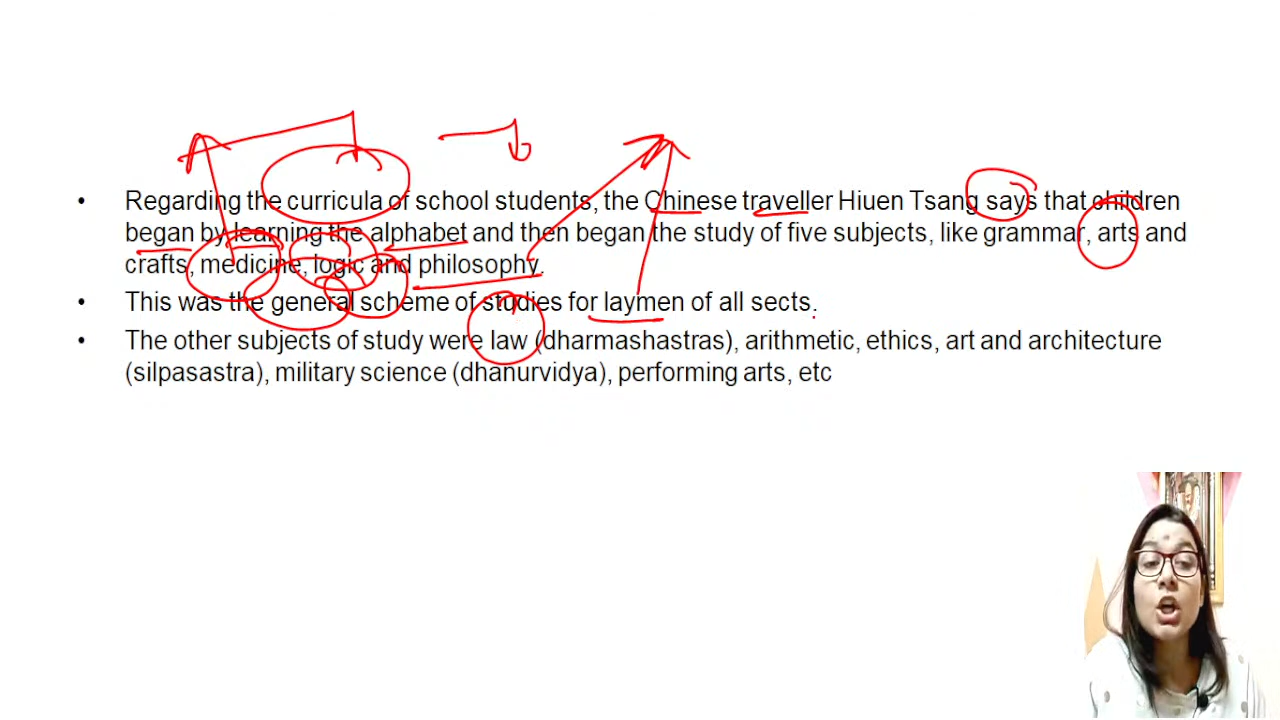 • Regarding the curricula of school students, the Chinese traveller Hiuen Tsang says that children
began by learning the alphabet and then began the study of five subjects, like grammar, arts and
crafts, medicine, logic and philosophy.
• This was the general scheme of studies for laymen of all sects.
• The other subjects of study were law (dharmashastras), arithmetic, ethics, art and architecture
(silpasastra), military science (dhanurvidya), performing arts, etc